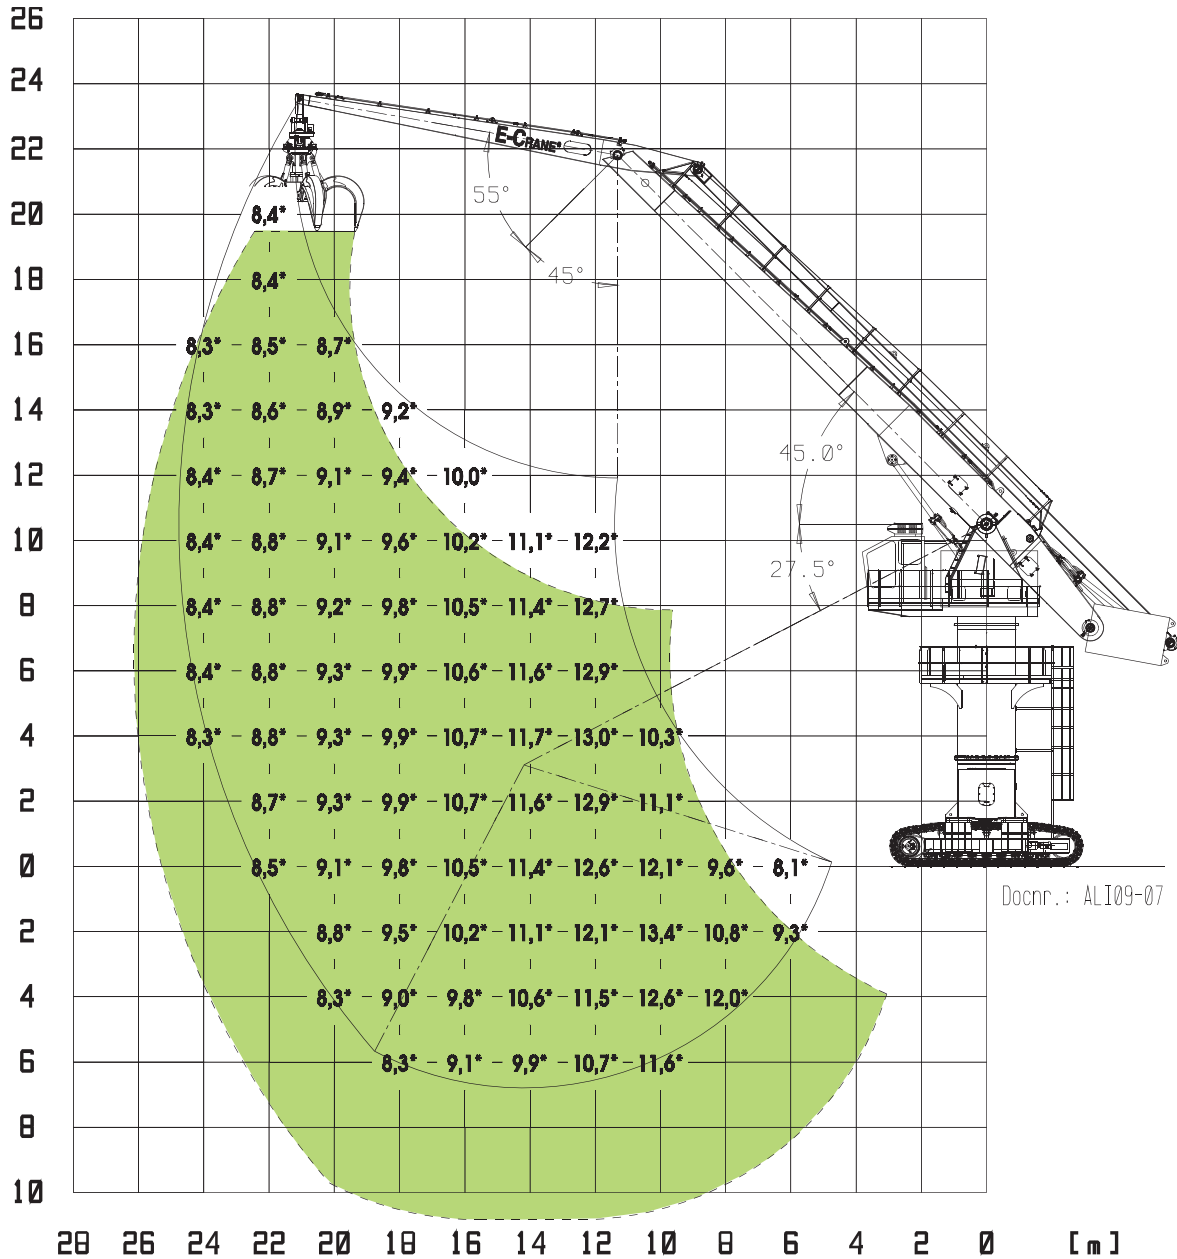 26
24
22
E-CRANE®
55°
20
8,4*
45°
18
8,4*
16
8,3* 8,5* 8,7*
14
8,3* 8,6* 8,9* 9,2*
45.0°
12
8,4* 8,7* 9,1* 9,4* 10,0*
10
8,4* 8,8* 9,1* 9,6* 10,2* 11,1* 12,2*
27.5°
8
8,4* 8,8* 9,2* 9,8* 10,5* 11,4* 12,7*
6
8,4* 8,8* 9,3* 9,9* 10,6* 11,6* 12,9*
4
8,3* 8,8* 9,3* 9,9* 10,7* 11,7* 13,0* 10,3*
2
8,7* 9,3* 9,9* 10,7* 11,6* 12,9* 11,1*
0
8,5* 9,1* 9,8* 10,5* 11,4* 12,6* 12,1* 9,6* 8,1*
Docnr.: ALI09-07
2
8,8* 9,5* 10,2* 11,1* 12,1* 13,4* 10,8* 9,3*
4
8,3* 9,0* 9,8* 10,6* 11,5* 12,6* 12,0*
6
8,3* 9,1* 9,9* 10,7* 11,6*
8
10
28 26 24 22 20 18 16 14 12 10 8 6 4 2 0 [m]